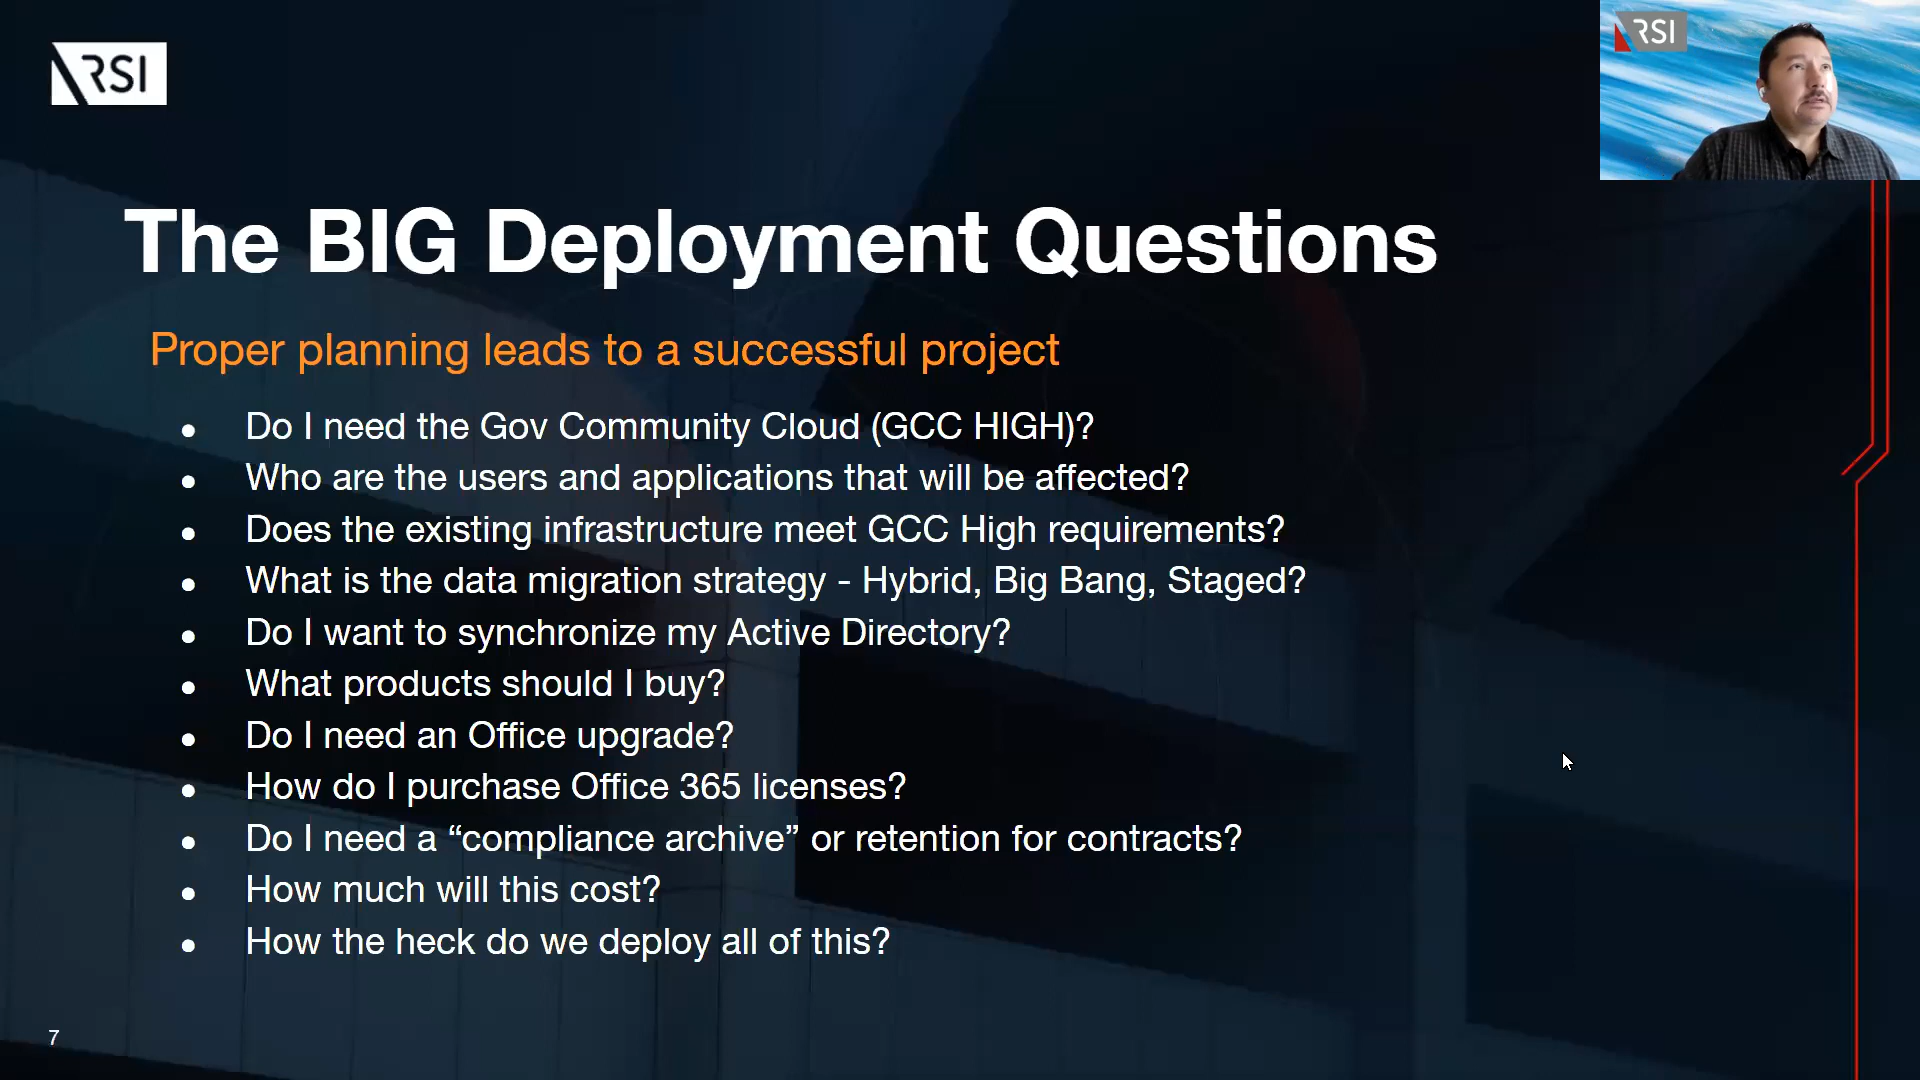 RSI
RSI
The BIG Deployment Questions
Proper planning leads to a successful project
• Do I need the Gov Community Cloud (GCC HIGH)?
• Who are the users and applications that will be affected?
• Does the existing infrastructure meet GCC High requirements?
• What is the data migration strategy - Hybrid, Big Bang, Staged?
• Do I want to synchronize my Active Directory?
• What products should I buy?
• Do I need an Office upgrade?
• How do I purchase Office 365 licenses?
• Do I need a “compliance archive” or retention for contracts?
• How much will this cost?
• How the heck do we deploy all of this?
7